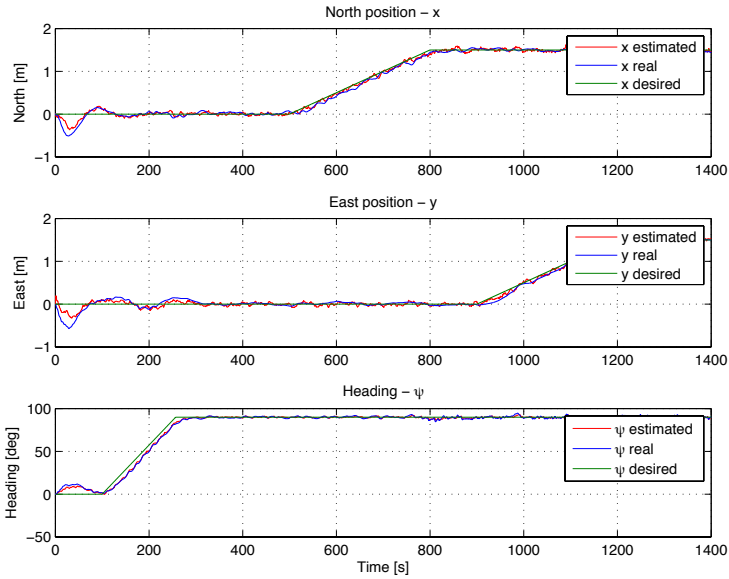 North position – x
2
1
0
−1
North [m]
x estimated
x real
x desired
0
200
400
600
800
1000
1200
1400
East position – y
2
1
0
−1
East [m]
y estimated
y real
y desired
0
200
400
600
800
1000
1200
1400
Heading – ψ
100
50
0
−50
Heading [deg]
ψ estimated
ψ real
ψ desired
0
200
400
600
800
1000
1200
1400
Time [s]